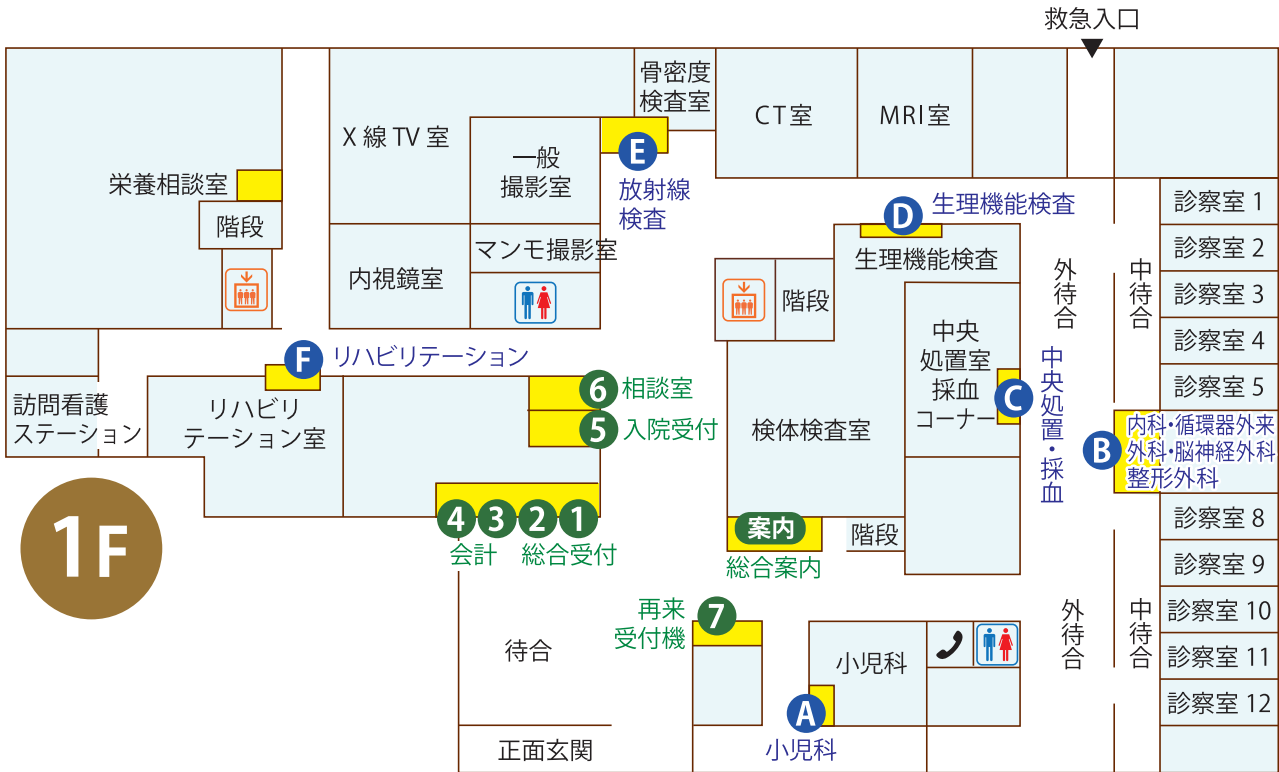 救急入口
骨密度
検査室
CT室
MRI室
X 線 TV 室
一般
撮影室
E
放射線
検査
栄養相談室
階段
D
生理機能検査
診察室 1
診察室 2
診察室 3
診察室 4
診察室 5
マンモ撮影室
内視鏡室
生理機能検査
階段
外待合
中待合
中央
処置室
採血
コーナー
C
中央処置・採血
F
リハビリテーション
6
相談室
5
入院受付
訪問看護
ステーション
リハビリ
テーション室
検体検査室
B
内科・循環器外来
外科・脳神経外科
整形外科
4
3
2
1
会計
総合受付
案内
総合案内
階段
診察室 8
診察室 9
診察室 10
診察室 11
診察室 12
1F
再来
受付機
7
待合
小児科
外待合
中待合
A
小児科
正面玄関